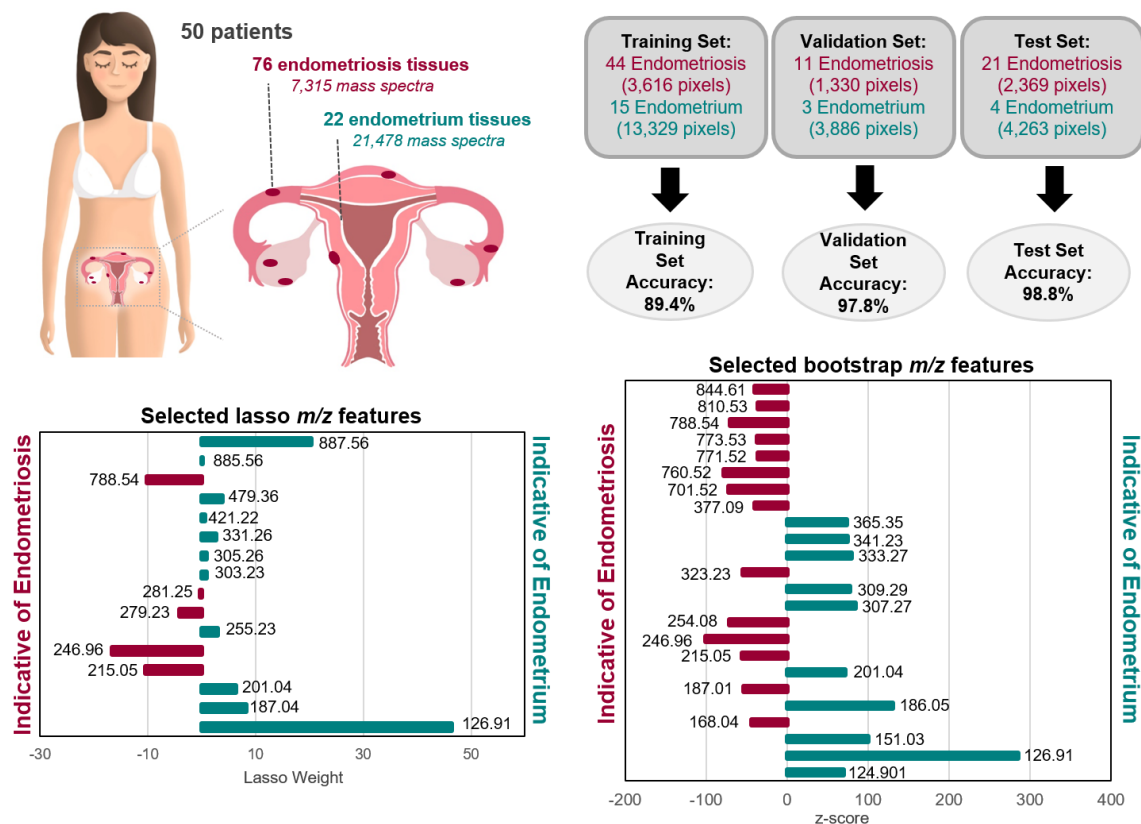 50 patients
76 endometriosis tissues
7,315 mass spectra
22 endometrium tissues
21,478 mass spectra
Training Set:
44 Endometriosis
(3,616 pixels)
15 Endometrium
(13,329 pixels)
Validation Set:
11 Endometriosis
(1,330 pixels)
3 Endometrium
(3,886 pixels)
Test Set:
21 Endometriosis
(2,369 pixels)
4 Endometrium
(4,263 pixels)
Training
Set
Accuracy:
89.4%
Validation
Set
Accuracy:
97.8%
Test Set
Accuracy:
98.8%
Selected lasso m/z features
Indicative of Endometriosis
887.56
885.56
788.54
479.36
421.22
331.26
305.26
303.23
281.25
279.23
255.23
246.96
215.05
201.04
187.04
126.91
Indicative of Endometrium
-30
-10
10
30
50
Lasso Weight
Selected bootstrap m/z features
-200
-100
0
100
200
300
400
Indicative of Endometriosis
844.61
810.53
788.54
773.53
771.52
760.52
701.52
377.09
365.35
341.23
333.27
323.23
309.29
307.27
254.08
246.96
215.05
201.04
187.01
186.05
168.04
151.03
126.91
124.901
Indicative of Endometrium
-200
-100
0
100
200
300
400
z-score